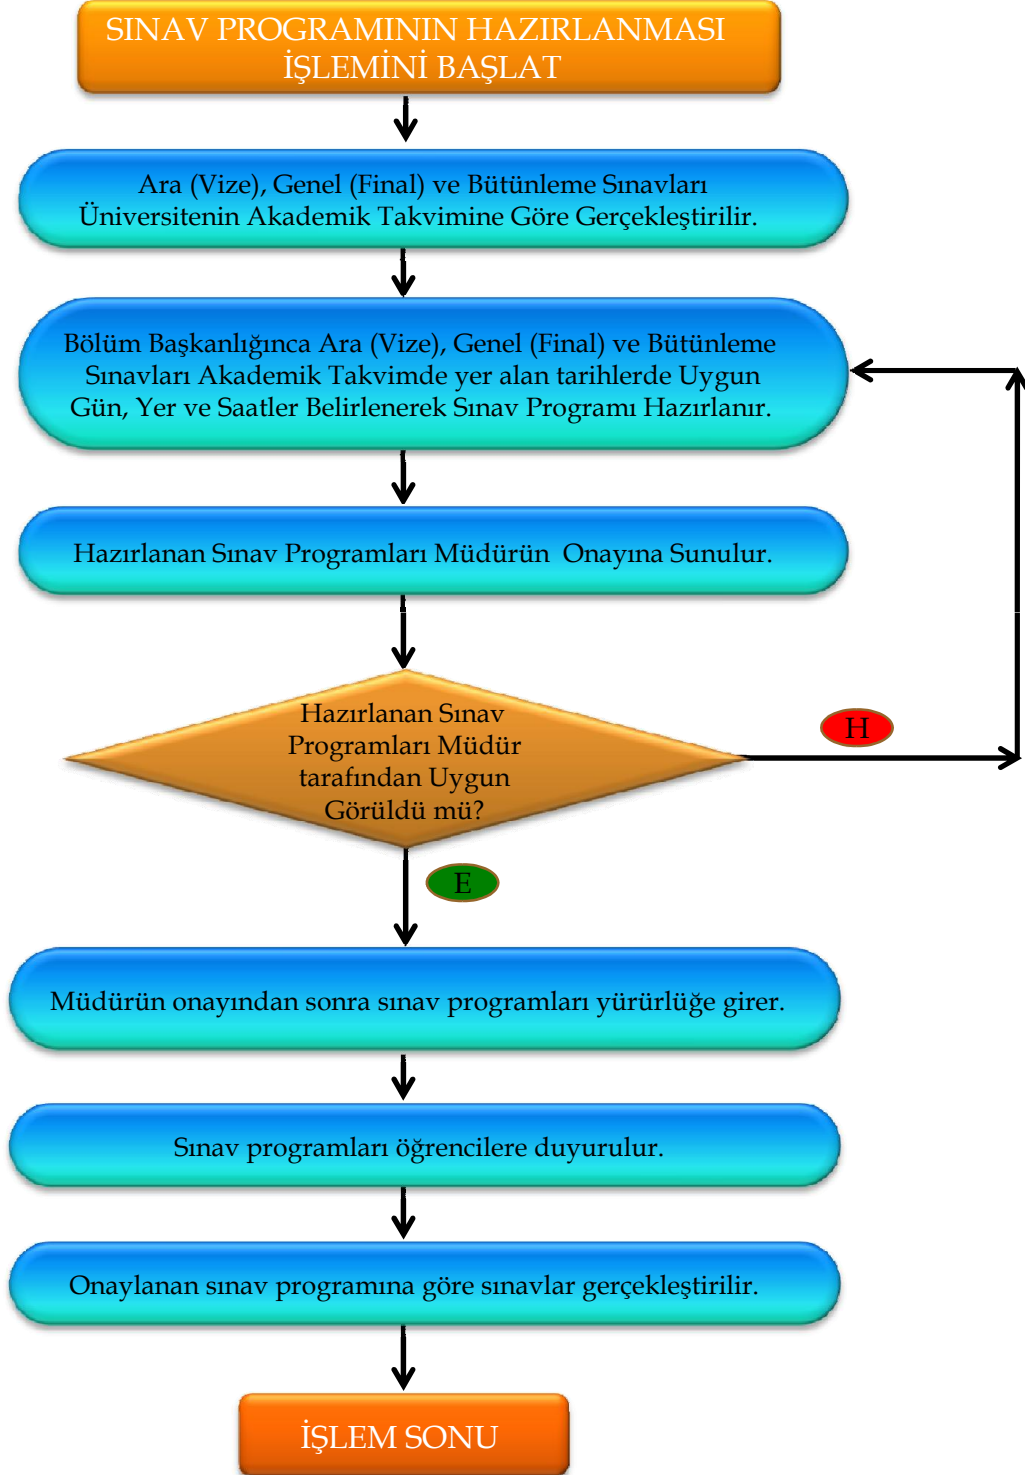 SINAV PROGRAMININ HAZIRLANMASI
İŞLEMİNİ BAŞLAT
Ara (Vize), Genel (Final) ve Bütünleme Sınavları
Üniversitenin Akademik Takvimine Göre Gerçekleştirilir.
Bölüm Başkanlığınca Ara (Vize), Genel (Final) ve Bütünleme
Sınavları Akademik Takvimde yer alan tarihlerde Uygun
Gün, Yer ve Saatler Belirlenerek Sınav Programı Hazırlanır.
Hazırlanan Sınav Programları Müdürün Onayına Sunulur.
Hazırlanan Sınav
Programları Müdür
tarafından Uygun
Görüldü mü?
H
E
Müdürün onayından sonra sınav programları yürürlüğe girer.
Sınav programları öğrencilere duyurulur.
Onaylanan sınav programına göre sınavlar gerçekleştirilir.
İŞLEM SONU